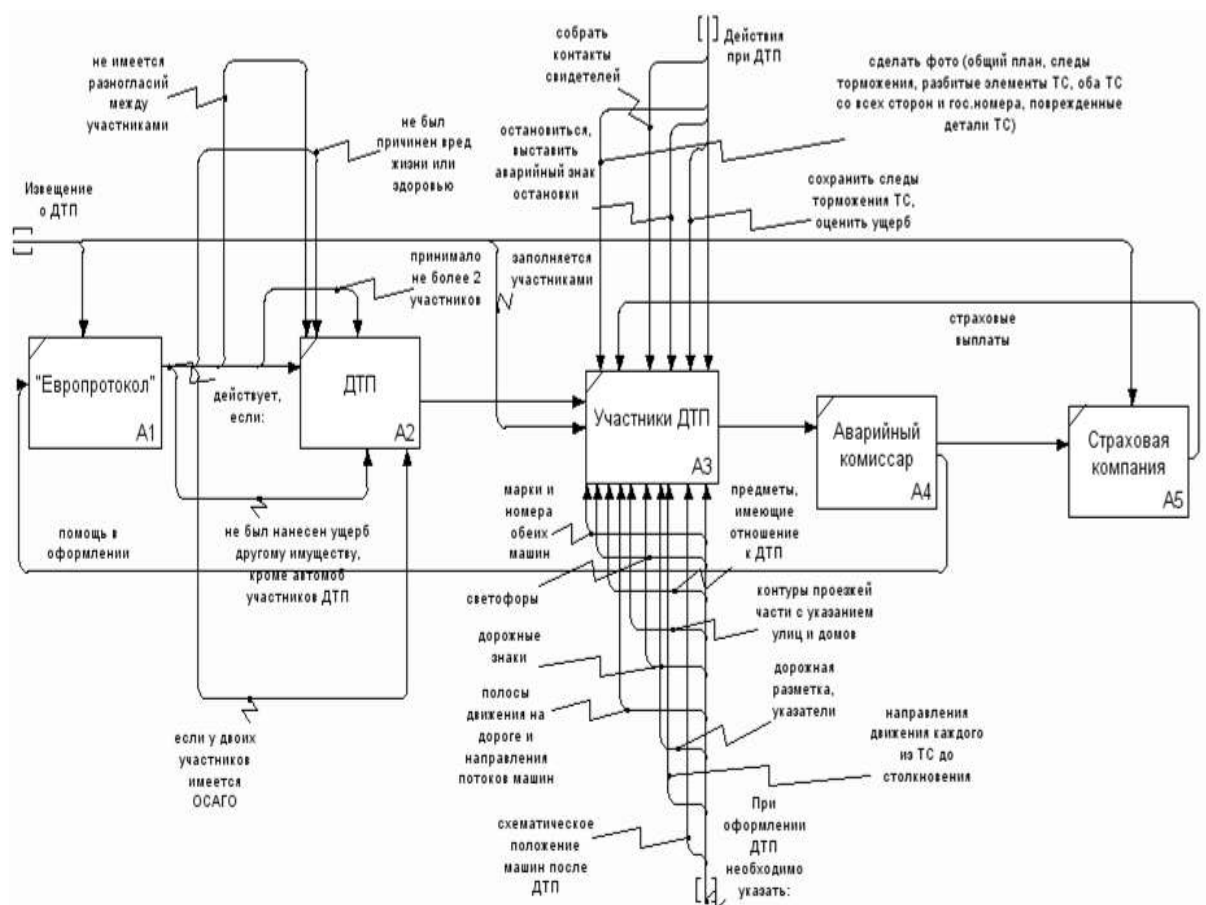 не имеется
разногласий
между
участниками
не был
причинен вред
жизни или
здоровью
собрать
контакты
свидетелей
Действия
при ДТП
сделать фото (общий план, следы
торможения, разбитые элементы ТС, оба ТС
со всех сторон и гос.номера, поврежденные
детали ТС)
остановиться,
выставить
аварийный знак
остановки
сохранить следы
торможения ТС,
оценить ущерб
Извещение
о ДТП
принимало
не более 2
участников
заполняется
участниками
страховые
выплаты
"Европротокол"
A1
действует,
если:
ДТП
A2
Участники ДТП
A3
Аварийный
комиссар
A4
Страховая
компания
A5
помощь в
оформлении
не был нанесен ущерб
другому имуществу,
кроме автомоб
участников ДТП
марки и
номера
обеих
машин
предметы,
имеющие
отношение
к ДТП
светофоры
контуры проезжей
части с указанием
улиц и домов
дорожные
знаки
дорожная
разметка,
указатели
полосы
движения на
дороге и
направления
потоков машин
направления
движения каждого
из ТС до
столкновения
если у двоих
участников
имеется
ОСАГО
схематическое
положение
машин после
ДТП
При
оформлении
ДТП
необходимо
указать: